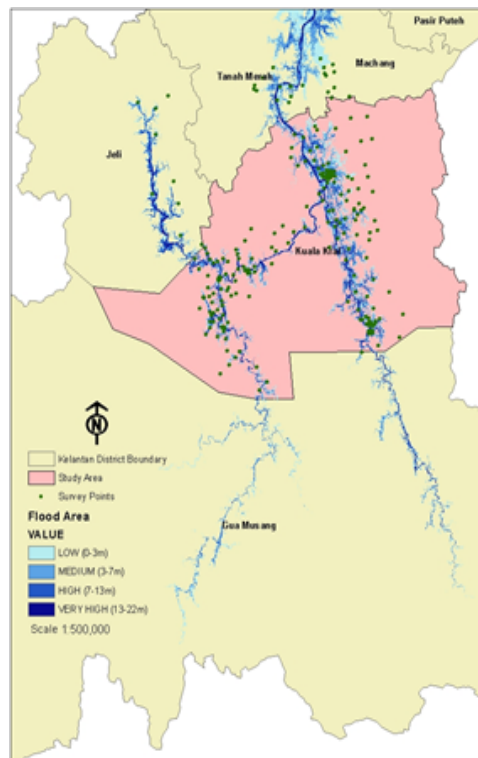 Pasir Puteh
Machang
Tanah Merah
Jeli
Kuala Krai
N
Kelantan District Boundary
Study Area
Survey Points
Flood Area
Gua Musang
VALUE
LOW (0-3m)
MEDIUM (3-7m)
HIGH (7-13m)
VERY HIGH (13-22m)
Scale 1:500,000